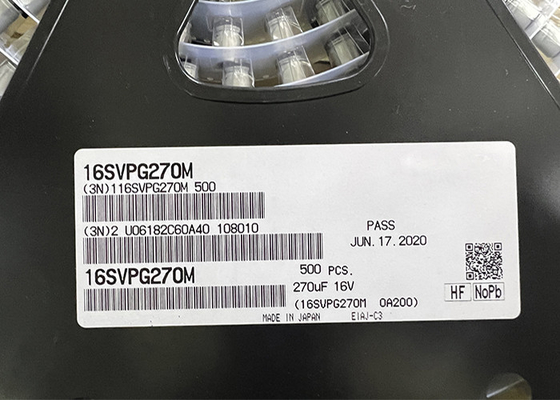 16SVPG270M
(3N)116SVPG270M 500
(3N)2 U06182C60A40 108010
PASS
JUN.17.2020
16SVPG270M
500 PCS.
270uF 16V
(16SVPG270M 0A200)
HF NoPb
MADE IN JAPAN EIAJ-C3